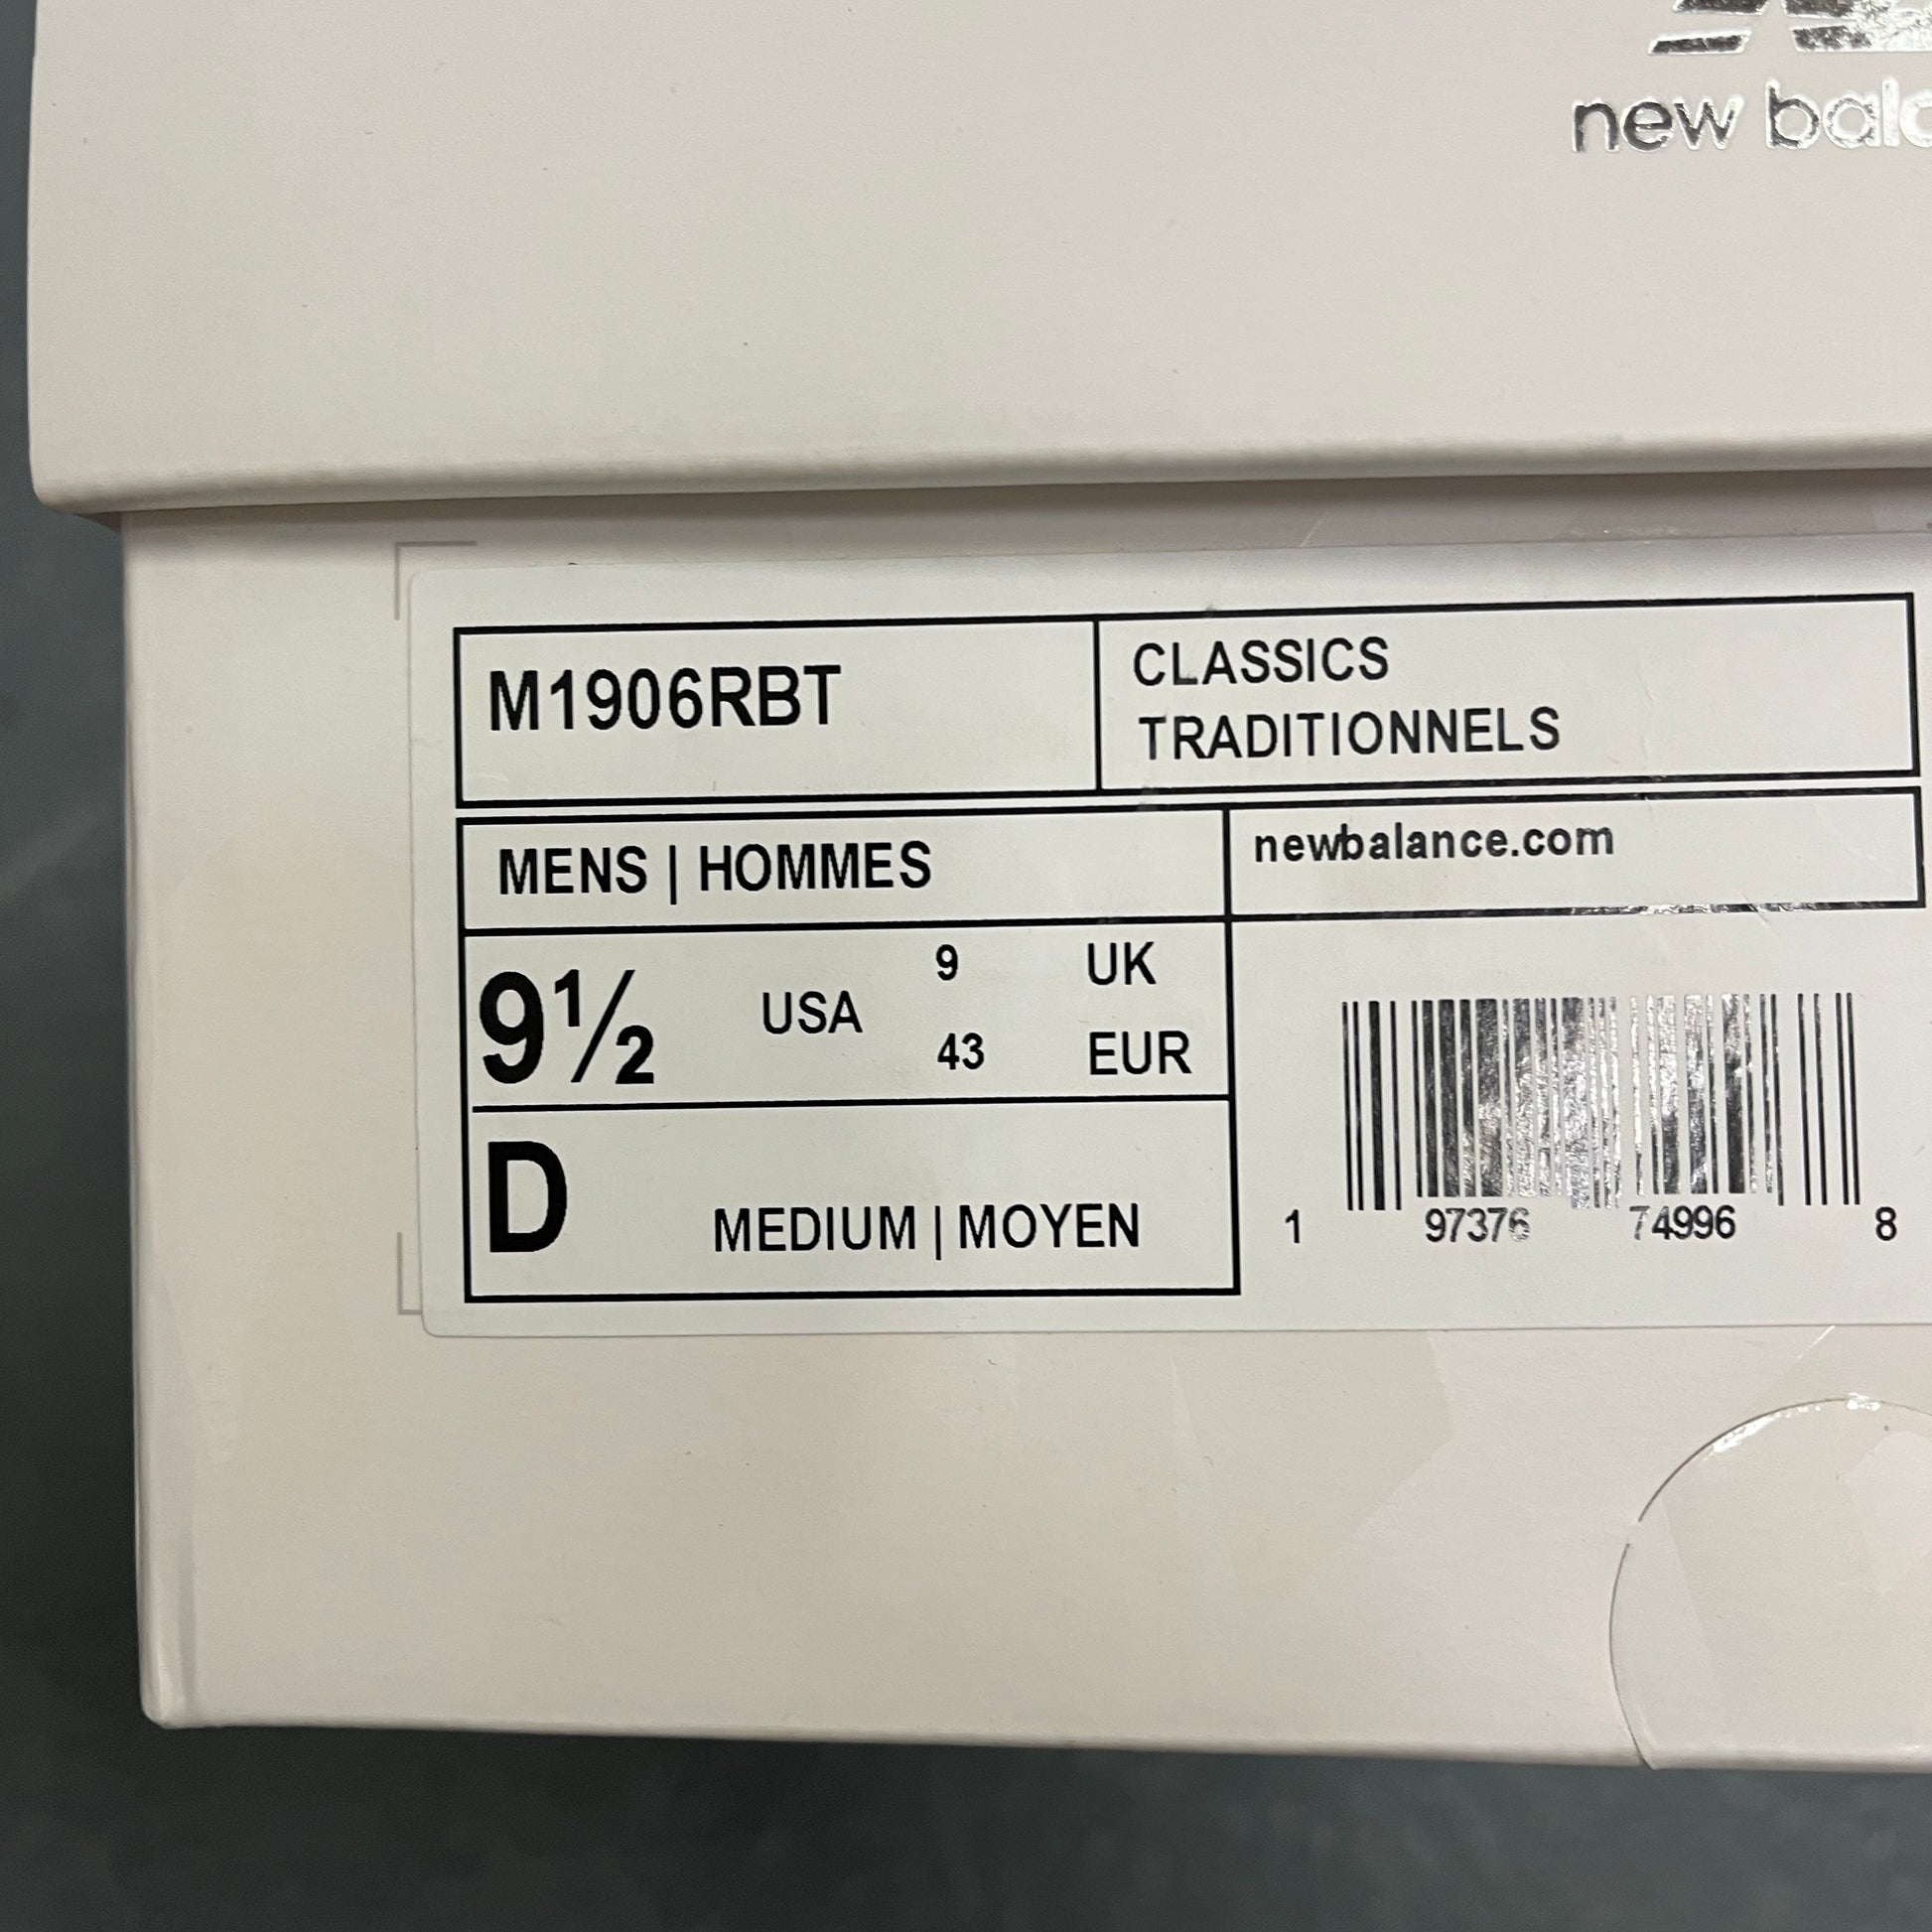 new bala
M1906RBT
CLASSICS
TRADITIONNELS
MENS | HOMMES
newbalance.com
9½ USA
9 UK
43 EUR
D MEDIUM | MOYEN
1 97376 74996 8